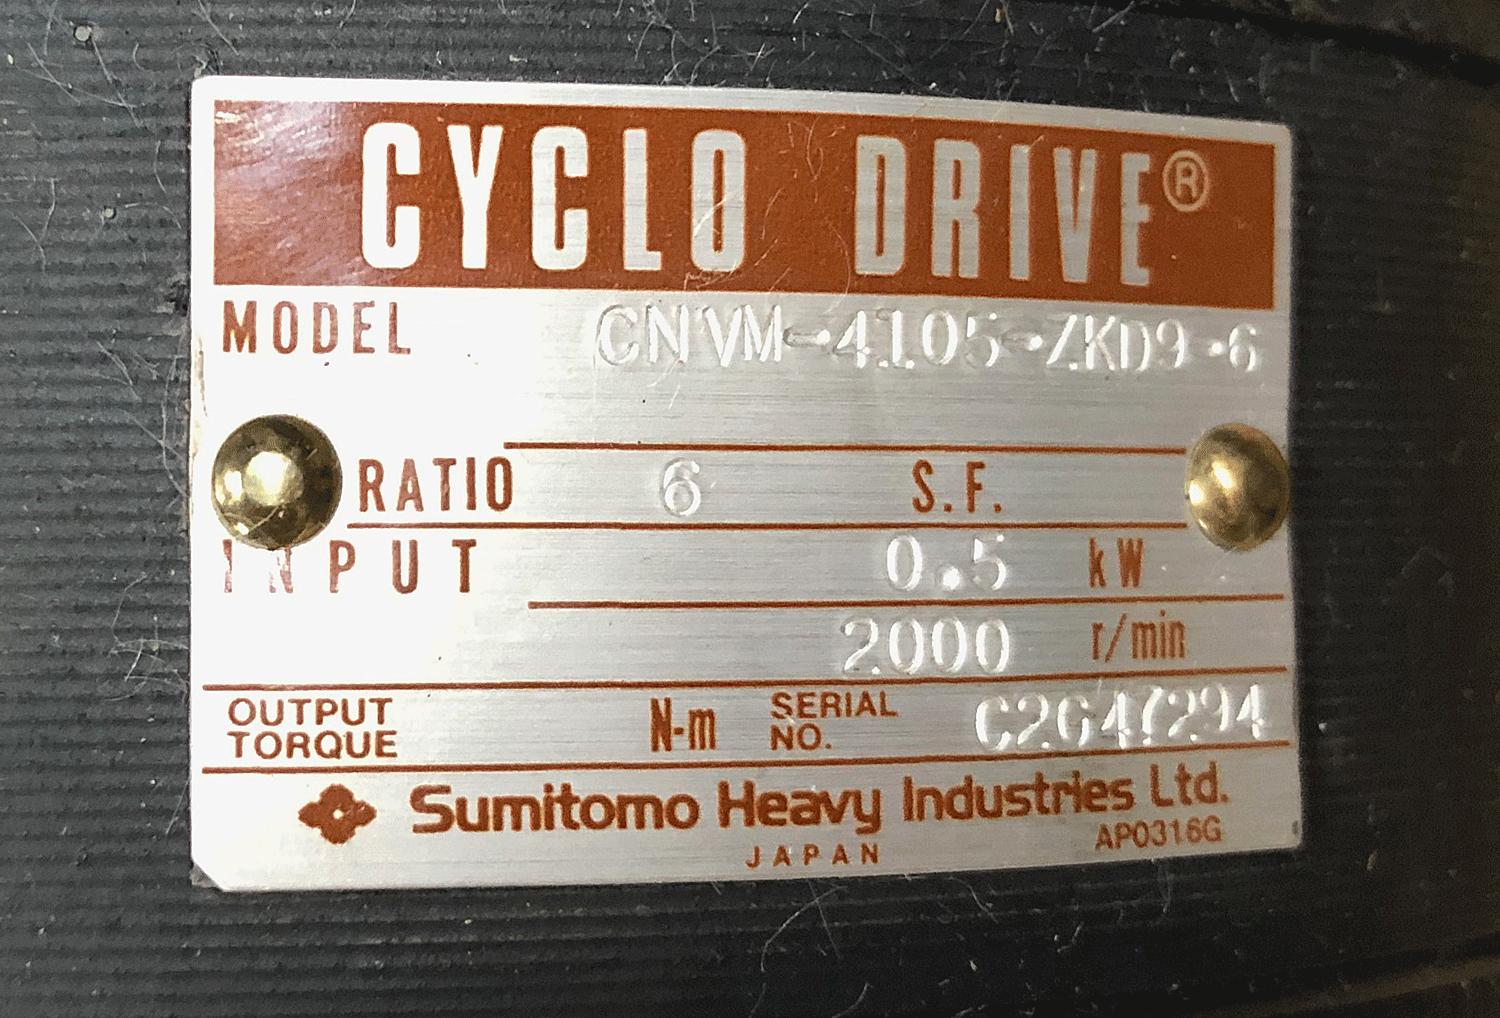 CYCLO DRIVE®
MODEL CNVM-4105-ZKD9-6
RATIO 6 S.F.
INPUT 0.5 kW
2000 r/min
OUTPUT TORQUE N-m SERIAL NO. C2G47294
Sumitomo Heavy Industries Ltd.
AP0316G
JAPAN